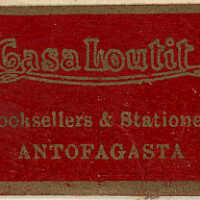 Casa Loutit
ooksellers & Statione
ANTOFAGASTA